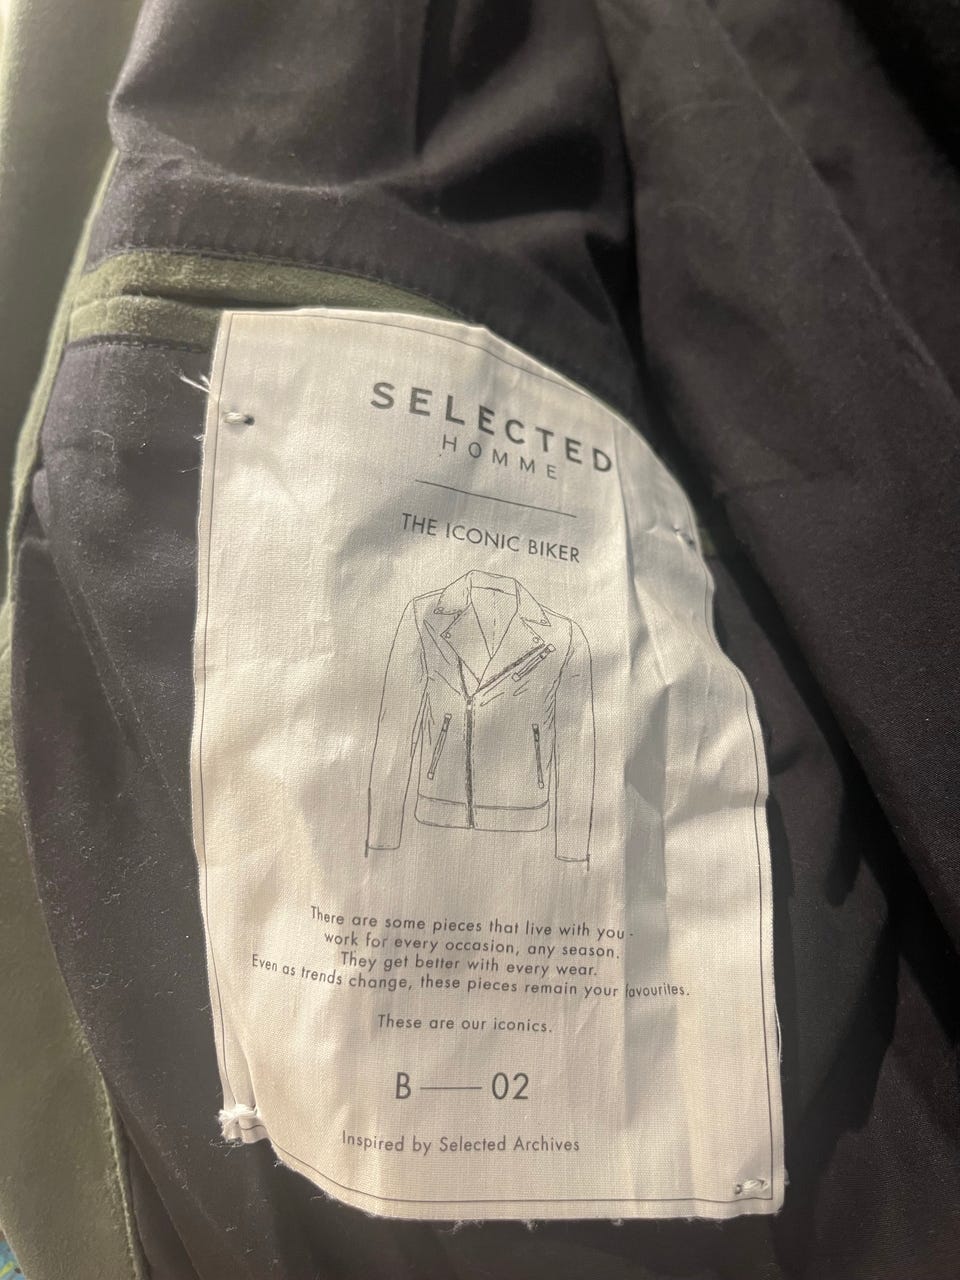 SELECTED
HOMME
THE ICONIC BIKER
There are some pieces that live with you -
work for every occasion, any season.
They get better with every wear.
Even as trends change, these pieces remain your favourites.
These are our iconics.
B — 02
Inspired by Selected Archives